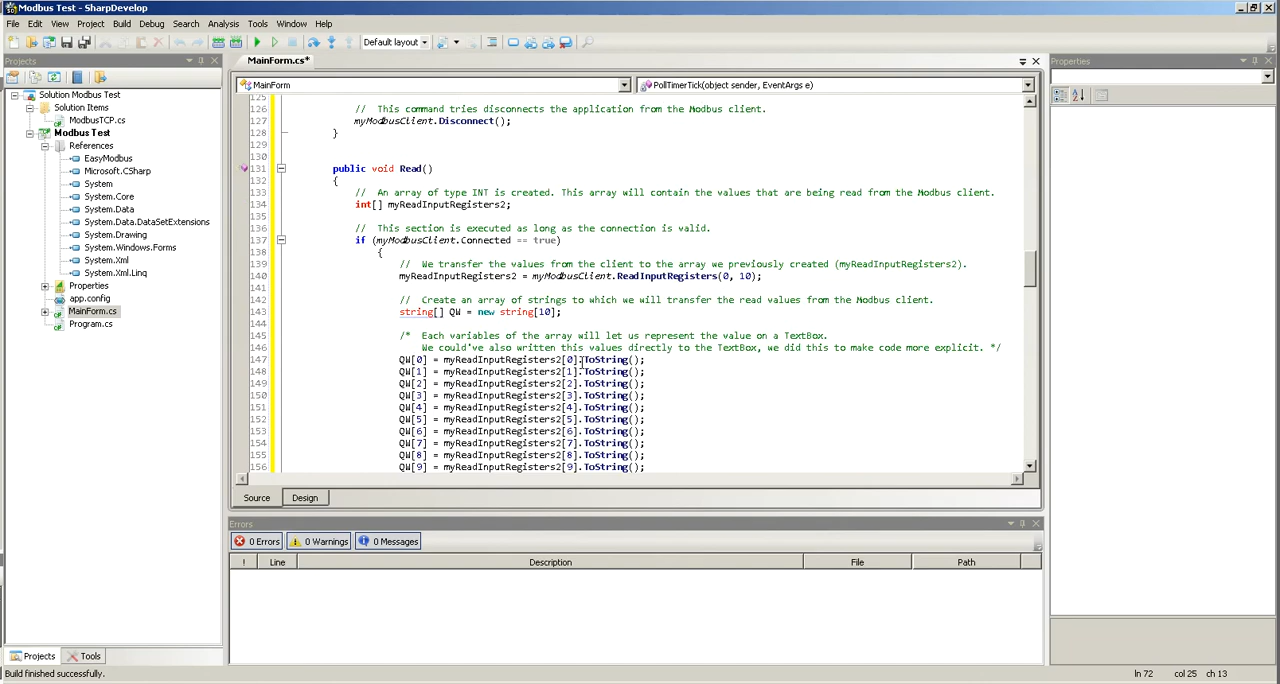 Modbus Test - SharpDevelop
File Edit View Project Build Debug Search Analysis Tools Window Help
Default layout
Projects
MainForm.cs*
Properties
MainForm
PollTimerTick(object sender, EventArgs e)
Solution Modbus Test
Solution Items
ModbusTCP.cs
Modbus Test
References
EasyModbus
Microsoft.CSharp
System
System.Core
System.Data
System.Data.DataSetExtensions
System.Drawing
System.Windows.Forms
System.Xml
System.Xml.Linq
Properties
app.config
MainForm.cs
Program.cs
125
126 // This command tries disconnects the application from the Modbus client.
127 myModbusClient.Disconnect();
128 }
129
130
131 public void Read()
132 {
133 // An array of type INT is created. This array will contain the values that are being read from the Modbus client.
134 int[] myReadInputRegisters2;
135
136 // This section is executed as long as the connection is valid.
137 if (myModbusClient.Connected == true)
138 {
139 // We transfer the values from the client to the array we previously created (myReadInputRegisters2).
140 myReadInputRegisters2 = myModbusClient.ReadInputRegisters(0, 10);
141
142 // Create an array of strings to which we will transfer the read values from the Modbus client.
143 string[] QW = new string[10];
144
145 /* Each variables of the array will let us represent the value on a TextBox.
146 We could've also written this values directly to the TextBox, we did this to make code more explicit. */
147 QW[0] = myReadInputRegisters2[0].ToString();
148 QW[1] = myReadInputRegisters2[1].ToString();
149 QW[2] = myReadInputRegisters2[2].ToString();
150 QW[3] = myReadInputRegisters2[3].ToString();
151 QW[4] = myReadInputRegisters2[4].ToString();
152 QW[5] = myReadInputRegisters2[5].ToString();
153 QW[6] = myReadInputRegisters2[6].ToString();
154 QW[7] = myReadInputRegisters2[7].ToString();
155 QW[8] = myReadInputRegisters2[8].ToString();
156 QW[9] = myReadInputRegisters2[9].ToString();
Source Design
Errors
0 Errors 0 Warnings 0 Messages
! Line Description File Path
Projects Tools
Build finished successfully.
ln 72 col 25 ch 13